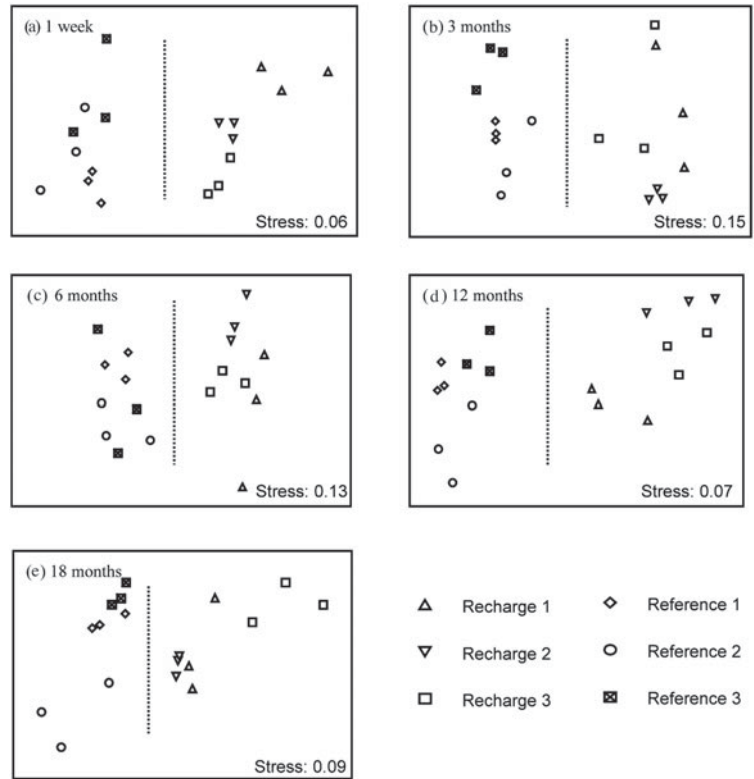 (a) 1 week
Stress: 0.06
(b) 3 months
Stress: 0.15
(c) 6 months
Stress: 0.13
(d) 12 months
Stress: 0.07
(e) 18 months
Stress: 0.09
Recharge 1
Reference 1
Recharge 2
Reference 2
Recharge 3
Reference 3